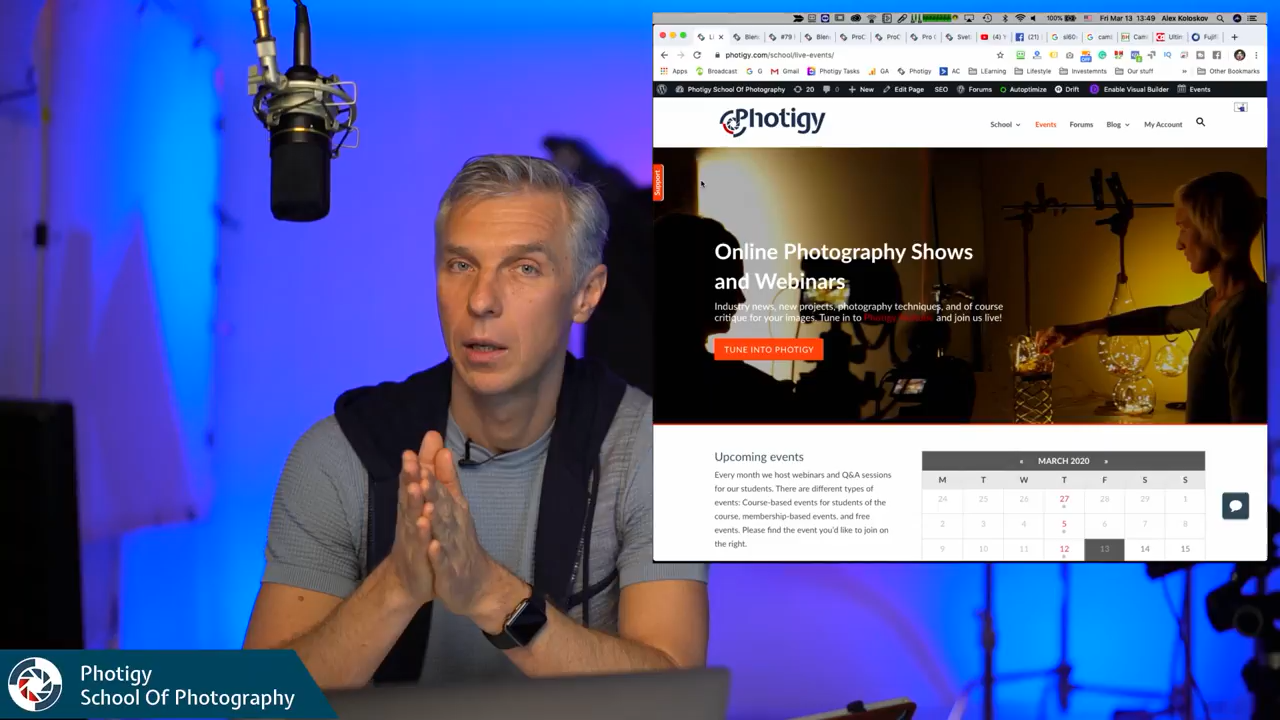 100%
Fri Mar 13 13:49
Alex Koloskov
photigy.com/school/live-events/
Apps
Broadcast
G
Gmail
Photigy Tasks
GA
Photigy
AC
LEarning
Lifestyle
Investemnts
Our stuff
»
Other Bookmarks
Photigy School Of Photography
20
0
New
Edit Page
SEO
Forums
Autoptimize
Drift
Enable Visual Builder
Events
Photigy
School
Events
Forums
Blog
My Account
Support
Online Photography Shows
and Webinars
Industry news, new projects, photography techniques, and of course
critique for your images. Tune in to
and join us live!
TUNE INTO PHOTIGY
Upcoming events
Every month we host webinars and Q&A sessions
for our students. There are different types of
events: Course-based events for students of the
course, membership-based events, and free
events. Please find the event you'd like to join on
the right.
« MARCH 2020 »
M T W T F S S
24 25 26 27 28 29 1
2 3 4 5 6 7 8
9 10 11 12 13 14 15
Photigy
School Of Photography